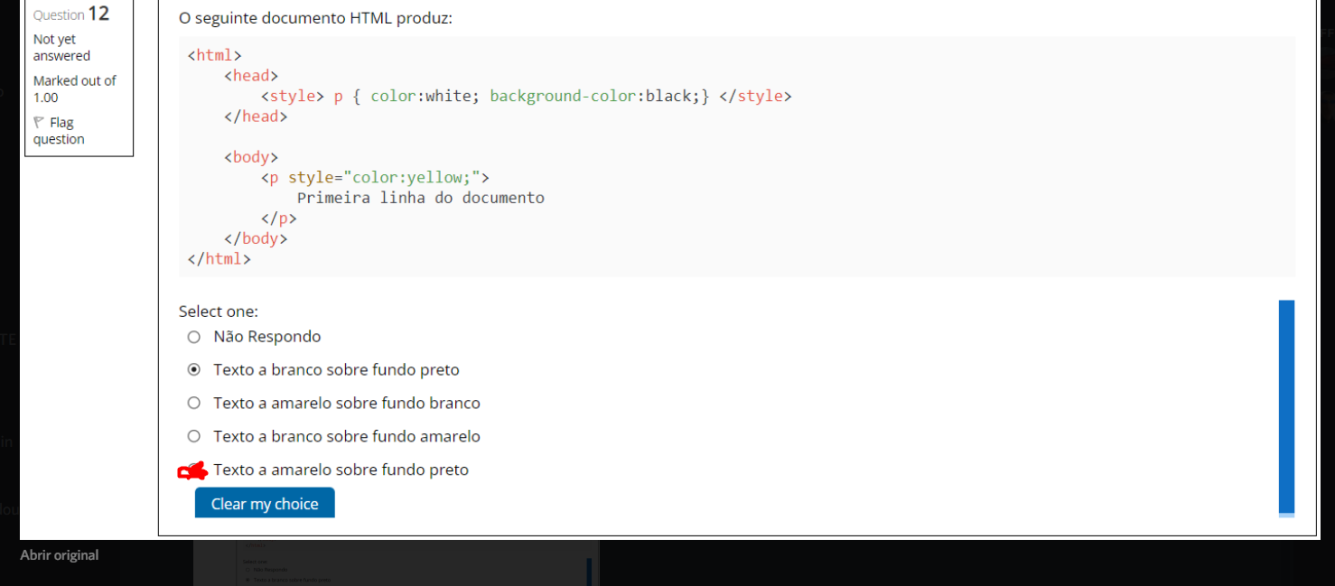 Question 12
Not yet
answered
Marked out of
1.00
Flag
question
O seguinte documento HTML produz:
<html>
<head>
<style> p { color:white; background-color:black;} </style>
</head>
<body>
<p style="color:yellow;">
Primeira linha do documento
</p>
</body>
</html>
Select one:
Não Respondo
Texto a branco sobre fundo preto
Texto a amarelo sobre fundo branco
Texto a branco sobre fundo amarelo
Texto a amarelo sobre fundo preto
Clear my choice
Abrir original